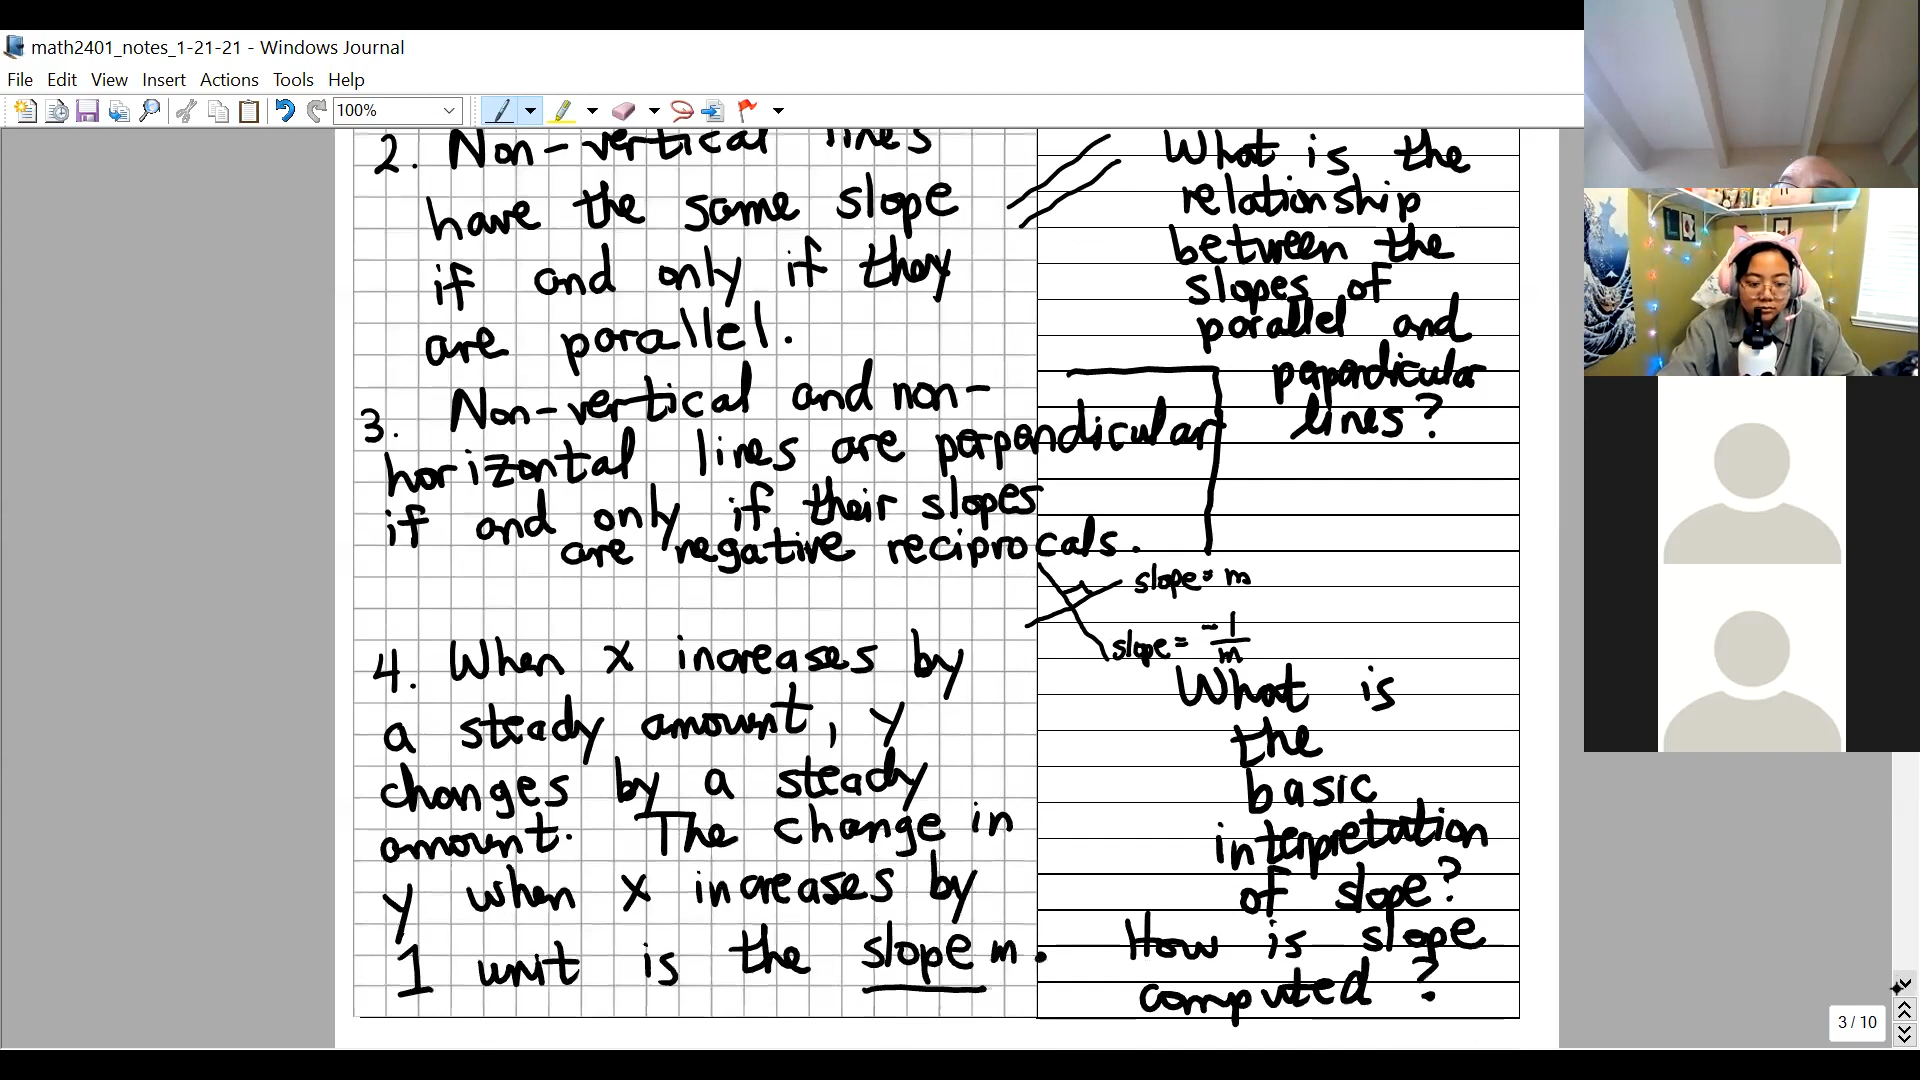 math2401_notes_1-21-21 - Windows Journal
File Edit View Insert Actions Tools Help
100%
2. Non-vertical lines
have the same slope
if and only if they
are parallel.
3. Non-vertical and non-
horizontal lines are perpendicular
if and only if their slopes
are negative reciprocals.
4. When x increases by
a steady amount, y
changes by a steady
amount. The change in
y when x increases by
1 unit is the slope m.
What is the
relationship
between the
slopes of
parallel and
perpendicular
lines?
slope = m
slope = -1/m
What is
the
basic
interpretation
of slope?
How is slope
computed?
3 / 10